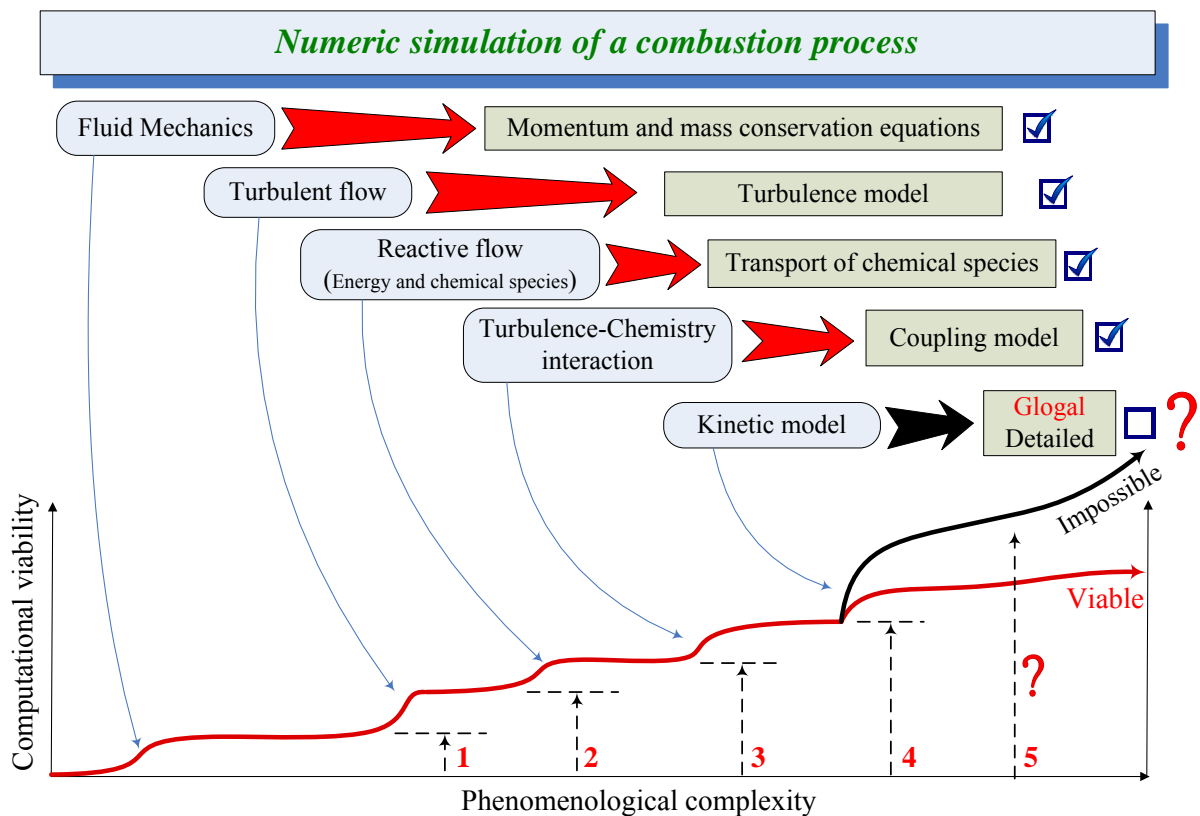 Numeric simulation of a combustion process
Fluid Mechanics
Momentum and mass conservation equations
Turbulent flow
Turbulence model
Reactive flow
(Energy and chemical species)
Transport of chemical species
Turbulence-Chemistry
interaction
Coupling model
Kinetic model
Glogal
Detailed
?
Impossible
Viable
Computational viability
1
2
3
4
5
?
Phenomenological complexity